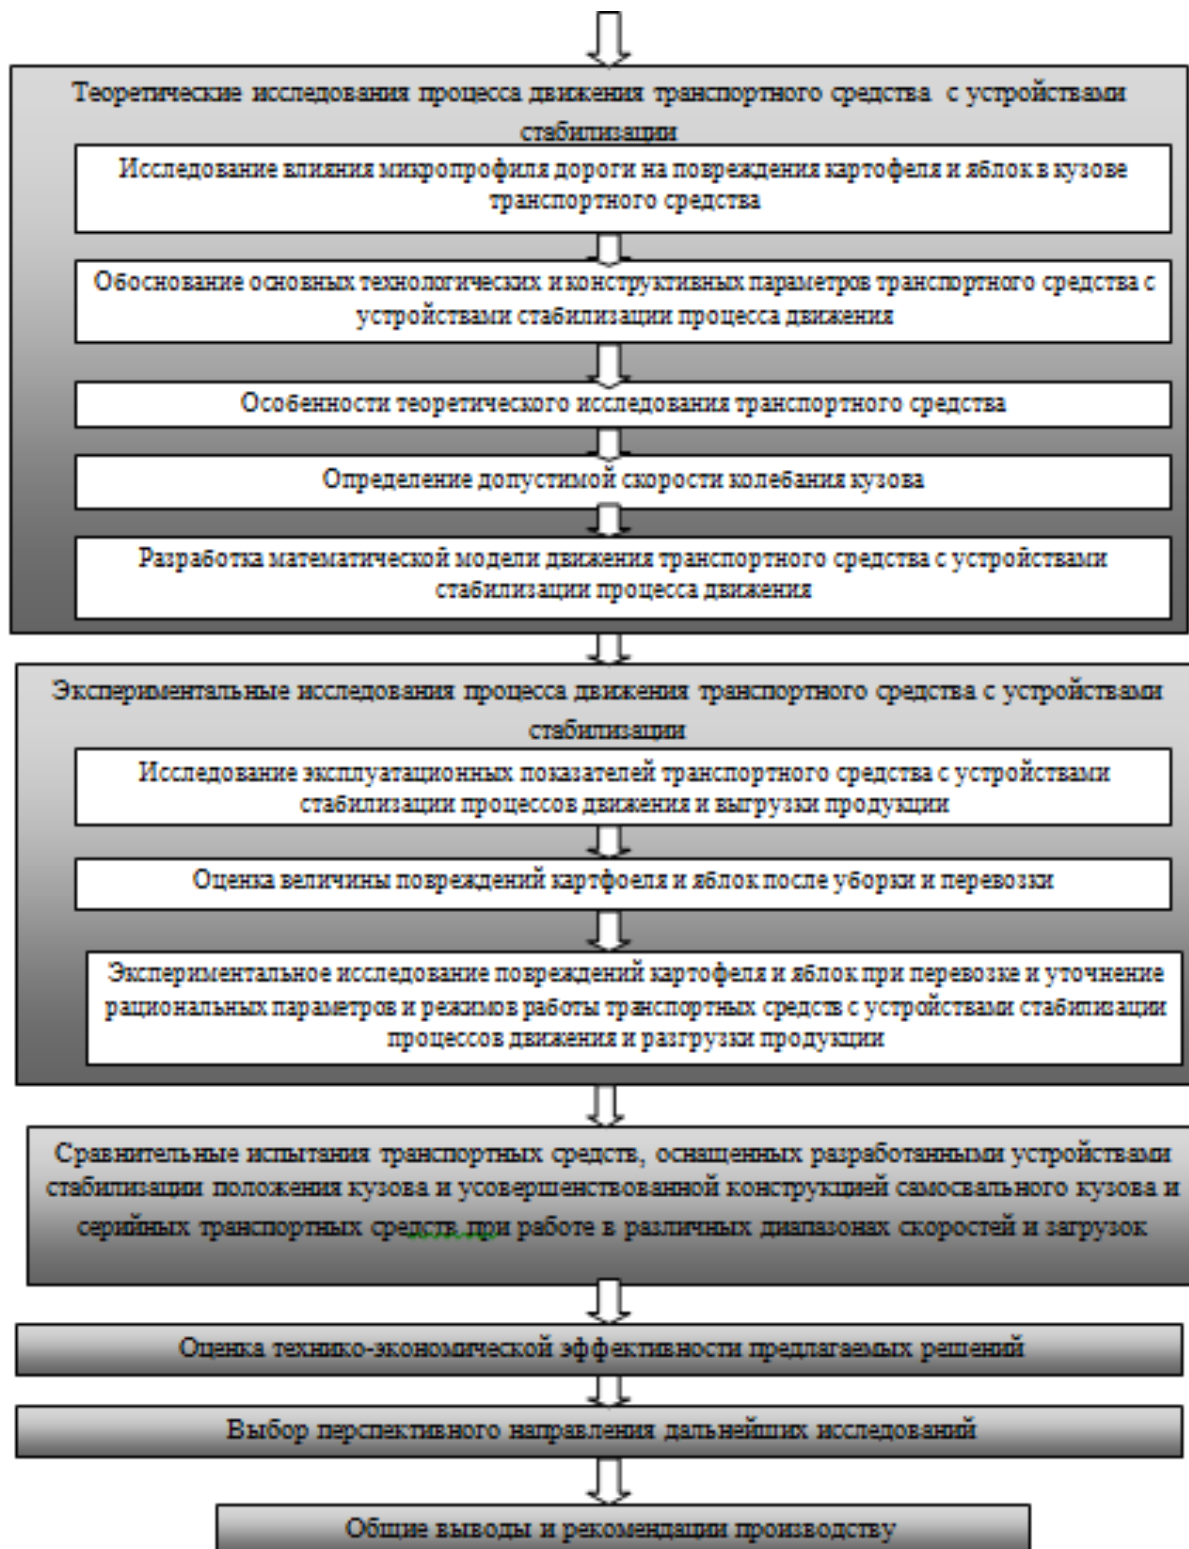 Теоретические исследования процесса движения транспортного средства с устройствами
стабилизации
Исследование влияния микропрофиля дороги на повреждения картофеля и яблок в кузове
транспортного средства
Обоснование основных технологических и конструктивных параметров транспортного средства с
устройствами стабилизации процесса движения
Особенности теоретического исследования транспортного средства
Определение допустимой скорости колебания кузова
Разработка математической модели движения транспортного средства с устройствами
стабилизации процесса движения
Экспериментальные исследования процесса движения транспортного средства с устройствами
стабилизации
Исследование эксплуатационных показателей транспортного средства с устройствами
стабилизации процессов движения и выгрузки продукции
Оценка величины повреждений картфоеля и яблок после уборки и перевозки
Экспериментальное исследование повреждений картофеля и яблок при перевозке и уточнение
рациональных параметров и режимов работы транспортных средств с устройствами стабилизации
процессов движения и разгрузки продукции
Сравнительные испытания транспортных средств, оснащенных разработанными устройствами
стабилизации положения кузова и усовершенствованной конструкцией самосвального кузова и
серийных транспортных средств при работе в различных диапазонах скоростей и загрузок
Оценка технико-экономической эффективности предлагаемых решений
Выбор перспективного направления дальнейших исследований
Общие выводы и рекомендации производству